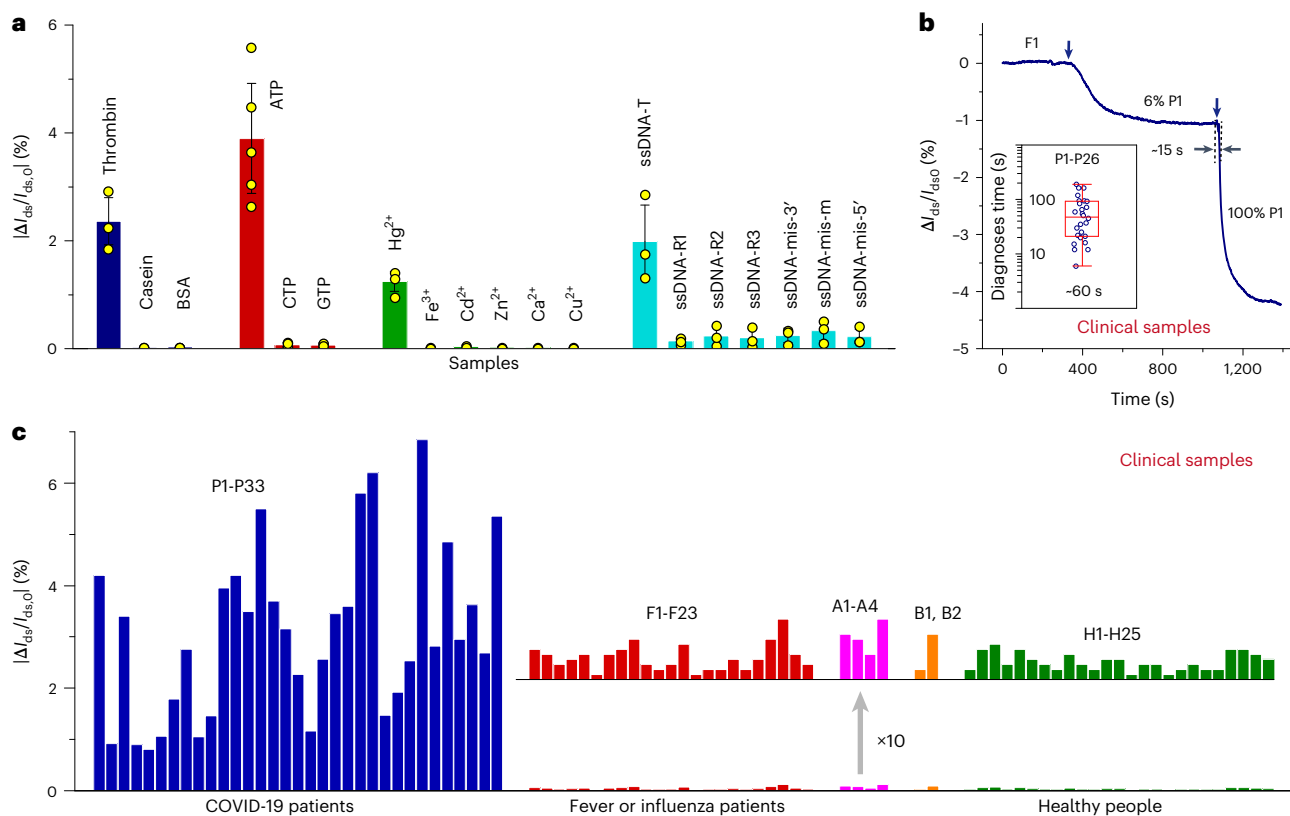 a
|ΔI_ds/I_ds,0| (%)
6
4
2
0
Thrombin
Casein
BSA
ATP
CTP
GTP
Hg²⁺
Fe³⁺
Cd²⁺
Zn²⁺
Ca²⁺
Cu²⁺
ssDNA-T
ssDNA-R1
ssDNA-R2
ssDNA-R3
ssDNA-mis-3′
ssDNA-mis-m
ssDNA-mis-5′
Samples
b
ΔI_ds/I_ds0 (%)
0
−1
−2
−3
−4
−5
F1
6% P1
~15 s
100% P1
Diagnoses time (s)
100
10
P1-P26
~60 s
Clinical samples
0
400
800
1,200
Time (s)
c
|ΔI_ds/I_ds,0| (%)
6
4
2
0
Clinical samples
P1-P33
F1-F23
A1-A4
B1, B2
H1-H25
×10
COVID-19 patients
Fever or influenza patients
Healthy people